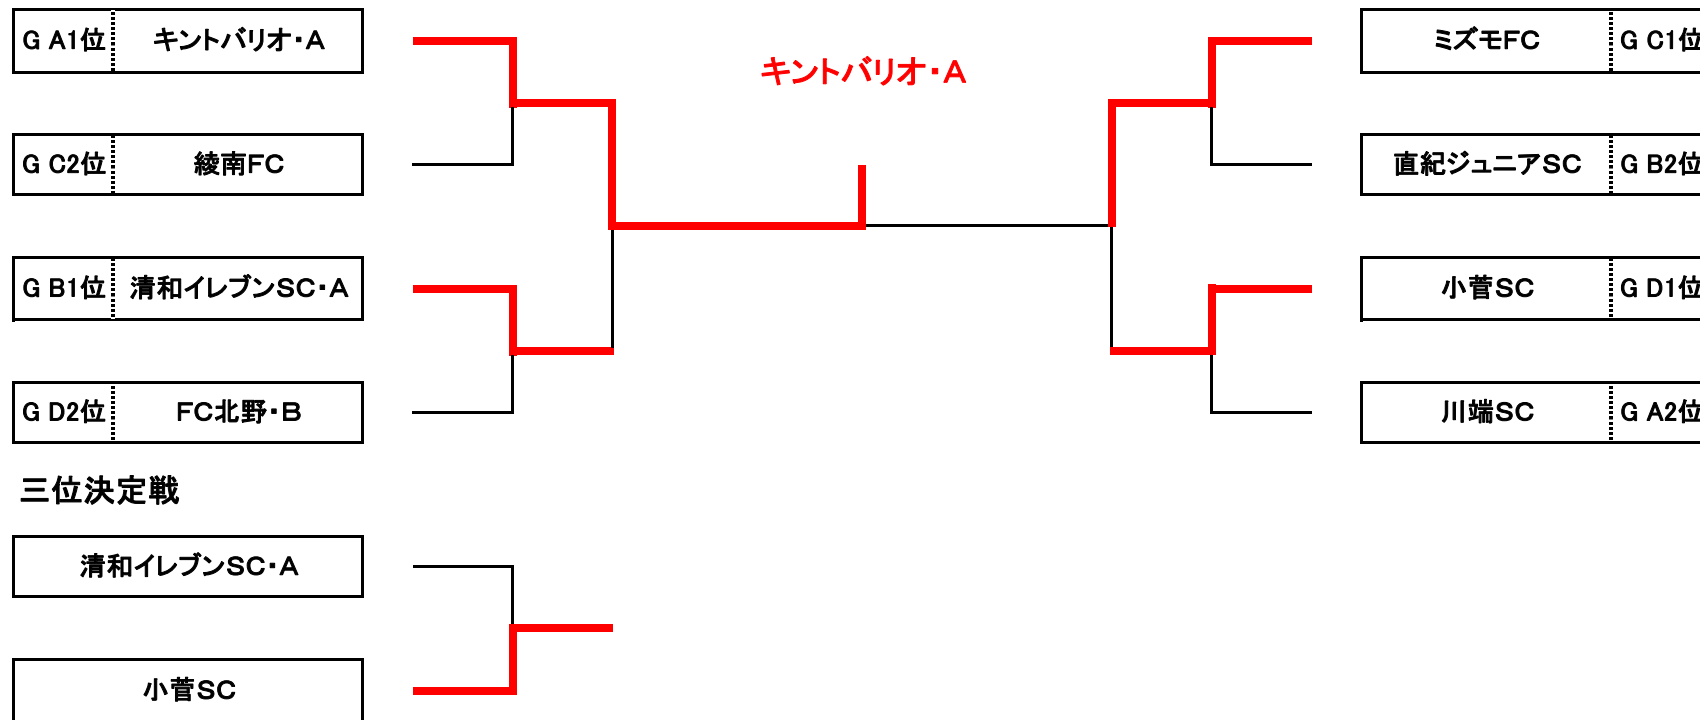 G A1位 キントバリオ・A
G C2位 綾南FC
G B1位 清和イレブンSC・A
G D2位 FC北野・B
キントバリオ・A
ミズモFC G C1位
直紀ジュニアSC G B2位
小菅SC G D1位
川端SC G A2位
三位決定戦
清和イレブンSC・A
小菅SC